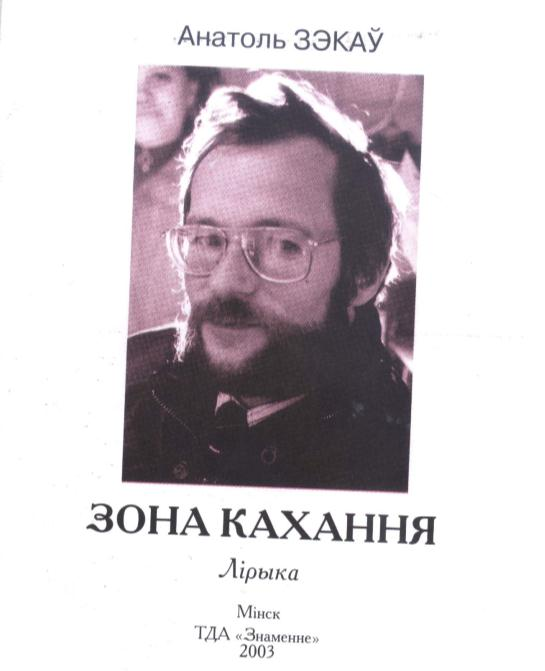 Анатоль ЗЭКАЎ
ЗОНА КАХАННЯ
Лірыка
Мінск
ТДА «Знаменне»
2003